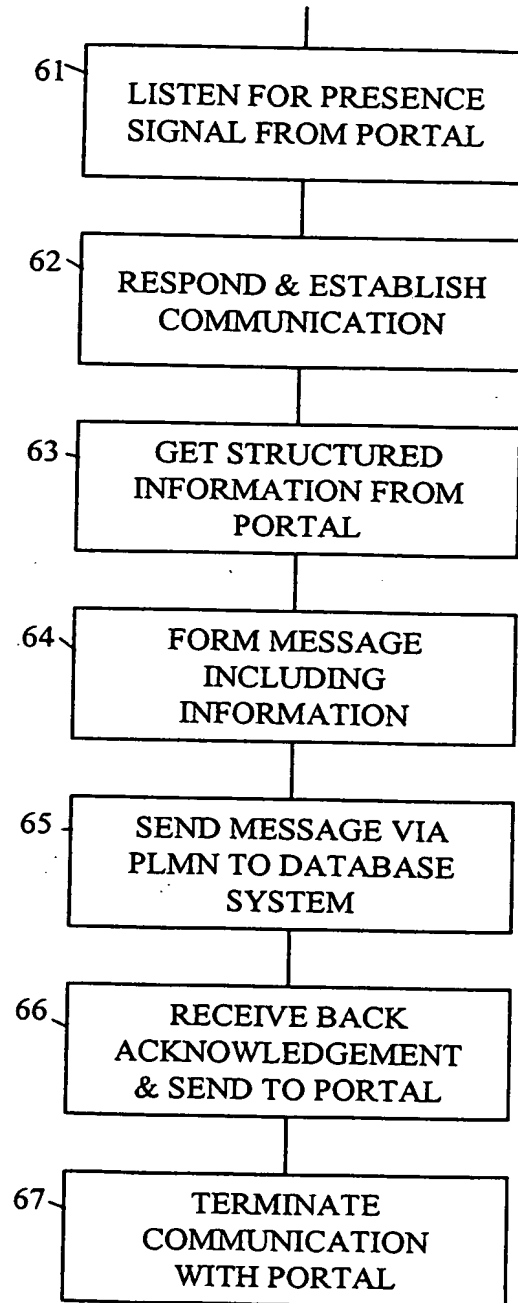 61
LISTEN FOR PRESENCE
SIGNAL FROM PORTAL
62
RESPOND & ESTABLISH
COMMUNICATION
63
GET STRUCTURED
INFORMATION FROM
PORTAL
64
FORM MESSAGE
INCLUDING
INFORMATION
65
SEND MESSAGE VIA
PLMN TO DATABASE
SYSTEM
66
RECEIVE BACK
ACKNOWLEDGEMENT
& SEND TO PORTAL
67
TERMINATE
COMMUNICATION
WITH PORTAL